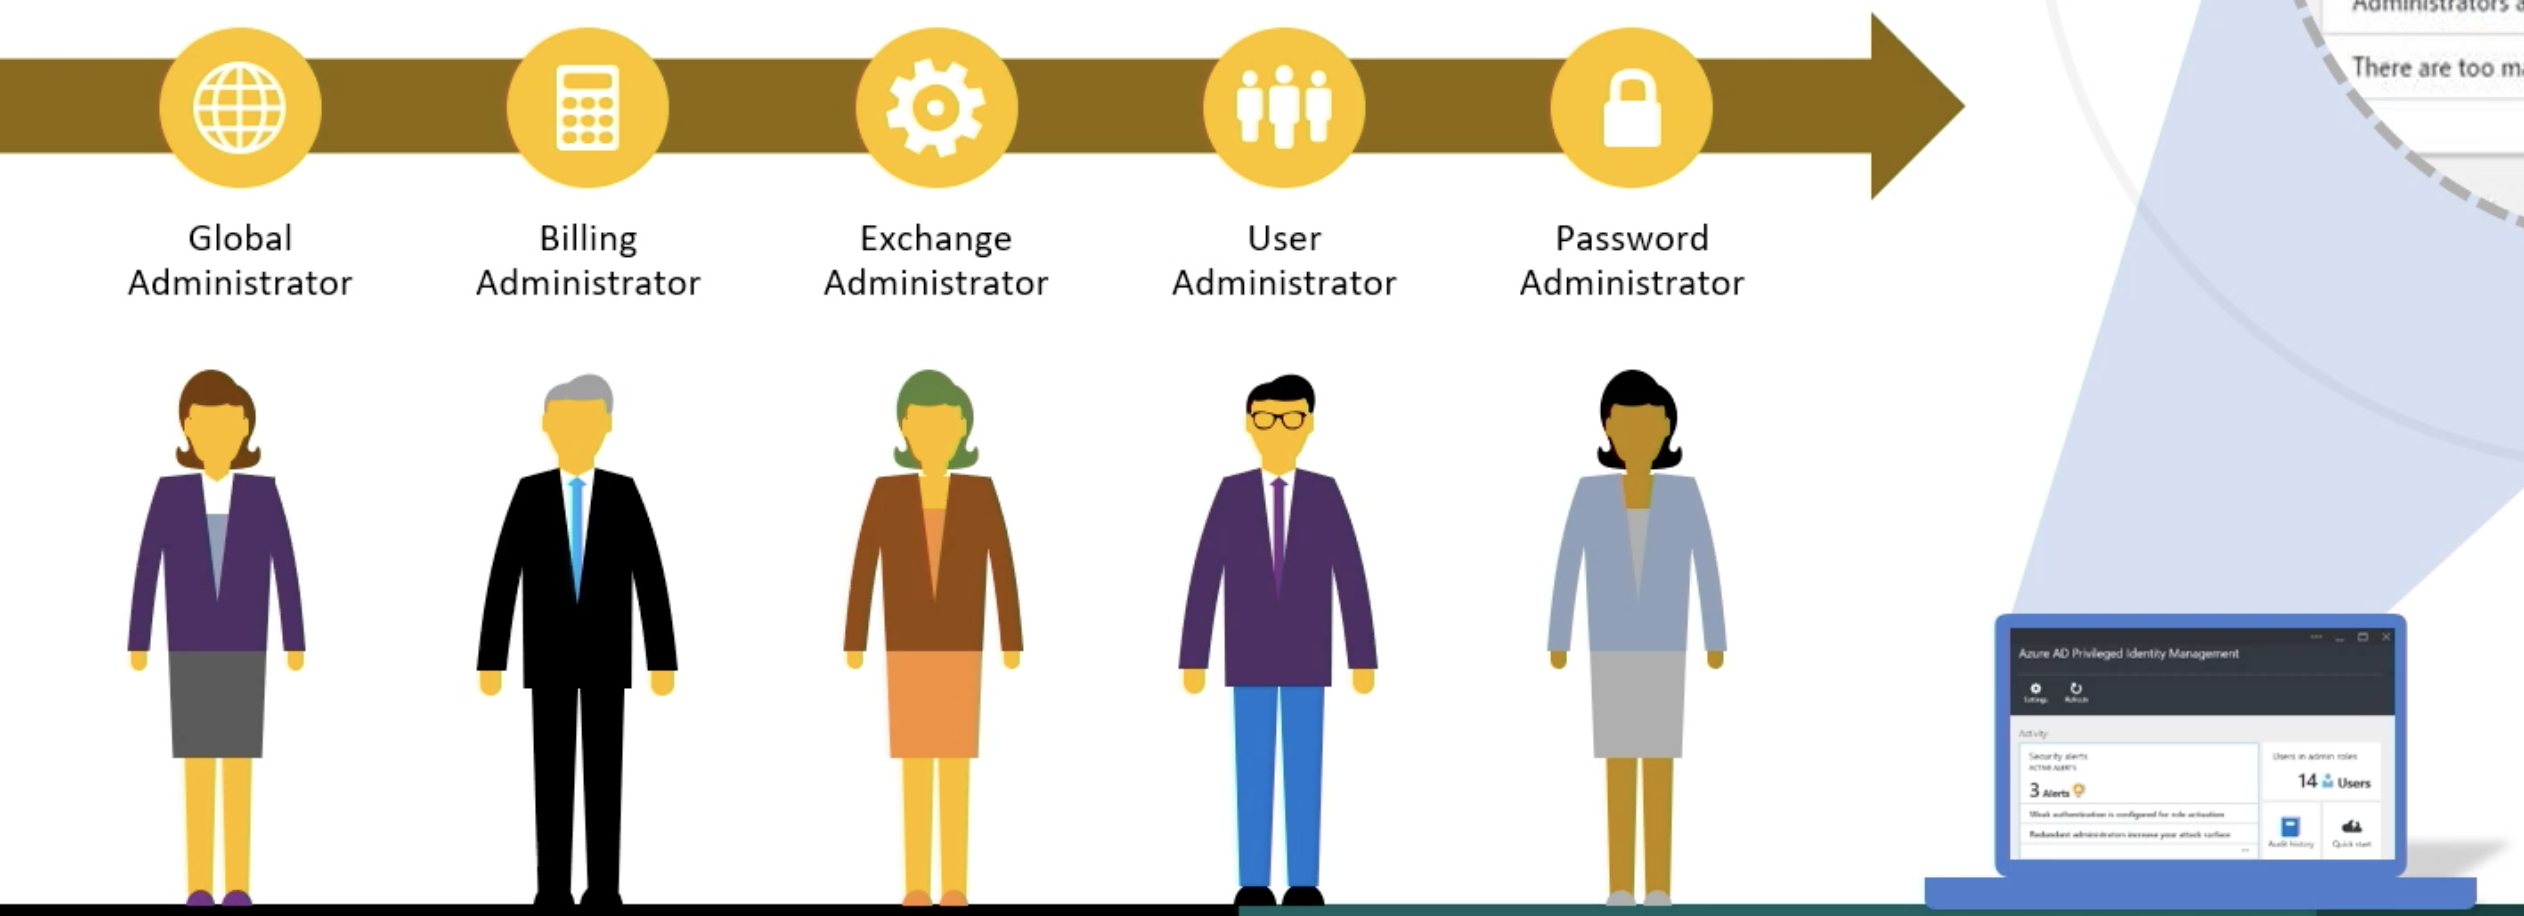 Administrators a
There are too ma
Global
Administrator
Billing
Administrator
Exchange
Administrator
User
Administrator
Password
Administrator
Azure AD Privileged Identity Management
Settings
Refresh
Activity
Security alerts
ACTIVE ALERTS
3 Alerts
Weak authentication is configured for role activation
Redundant administrators increase your attack surface
Users in admin roles
14 Users
Audit history
Quick start